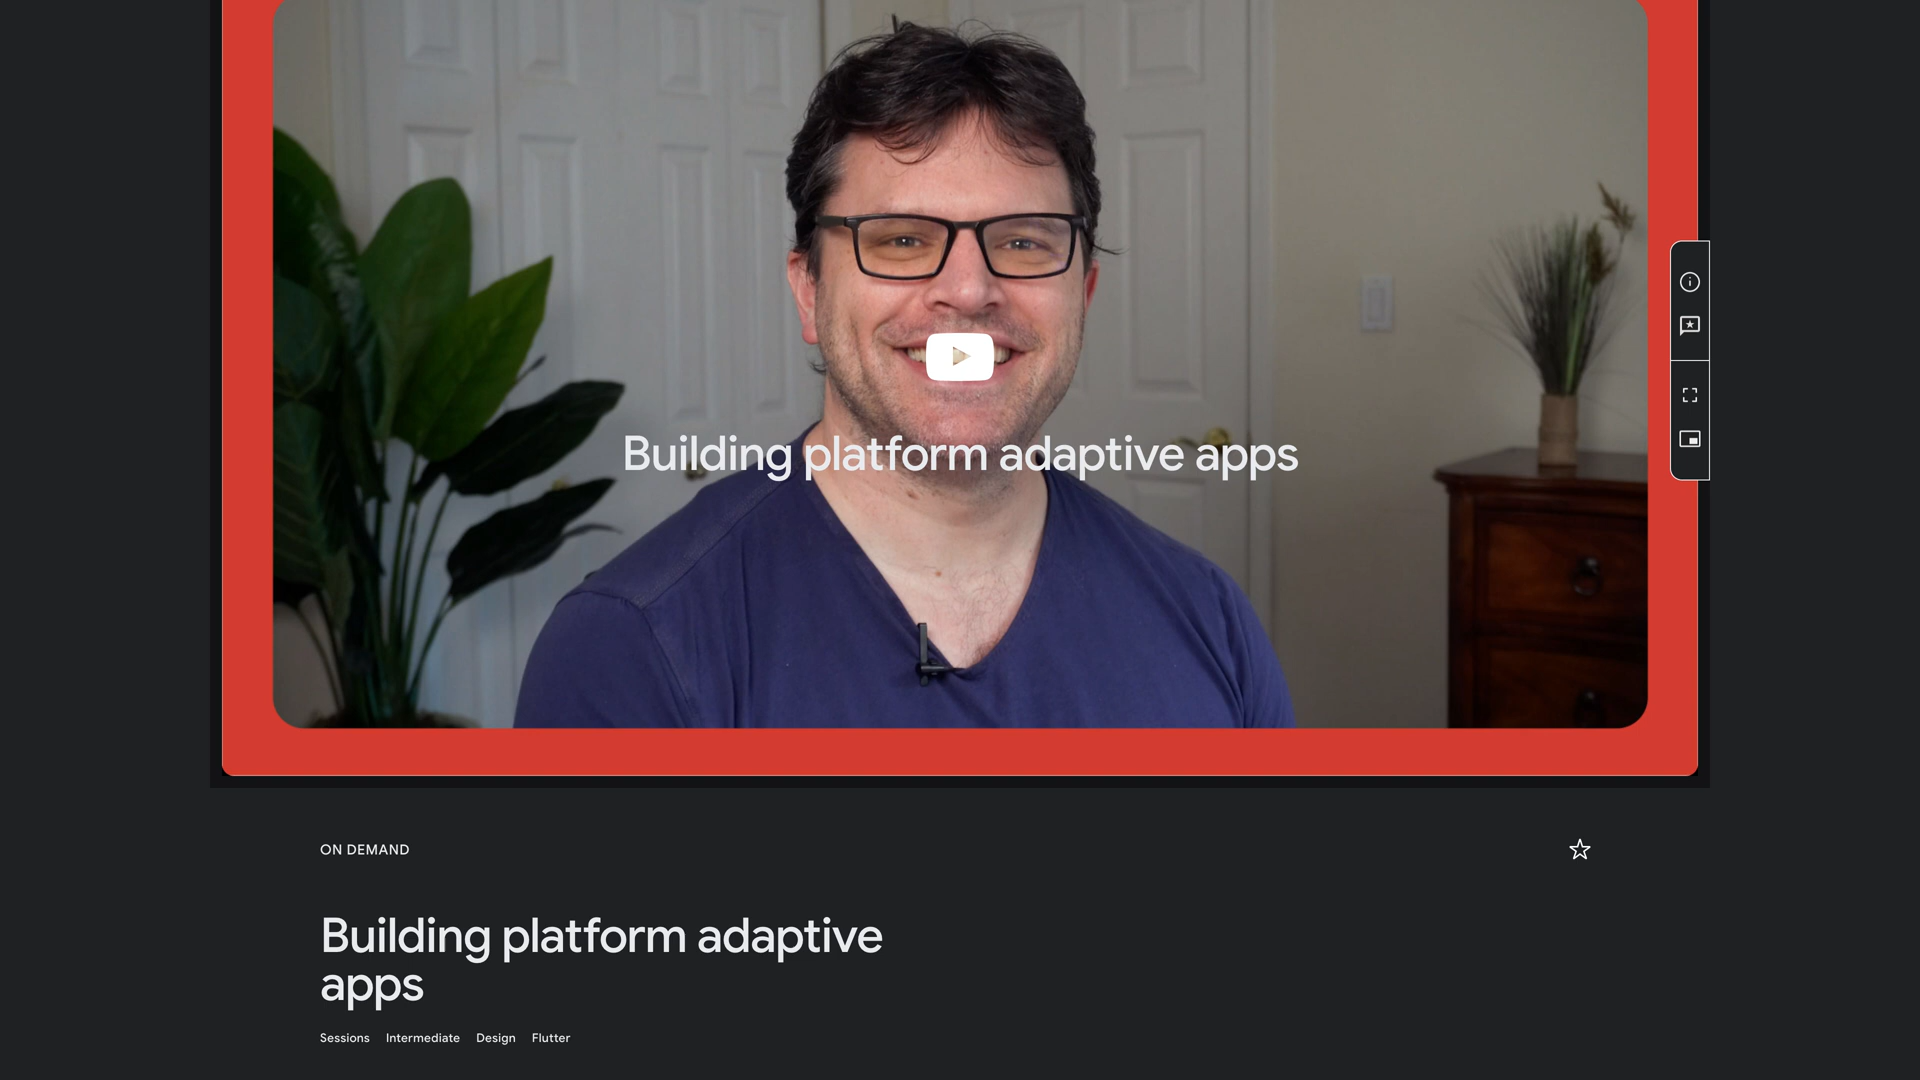 Building platform adaptive apps
ON DEMAND
Building platform adaptive
apps
Sessions Intermediate Design Flutter